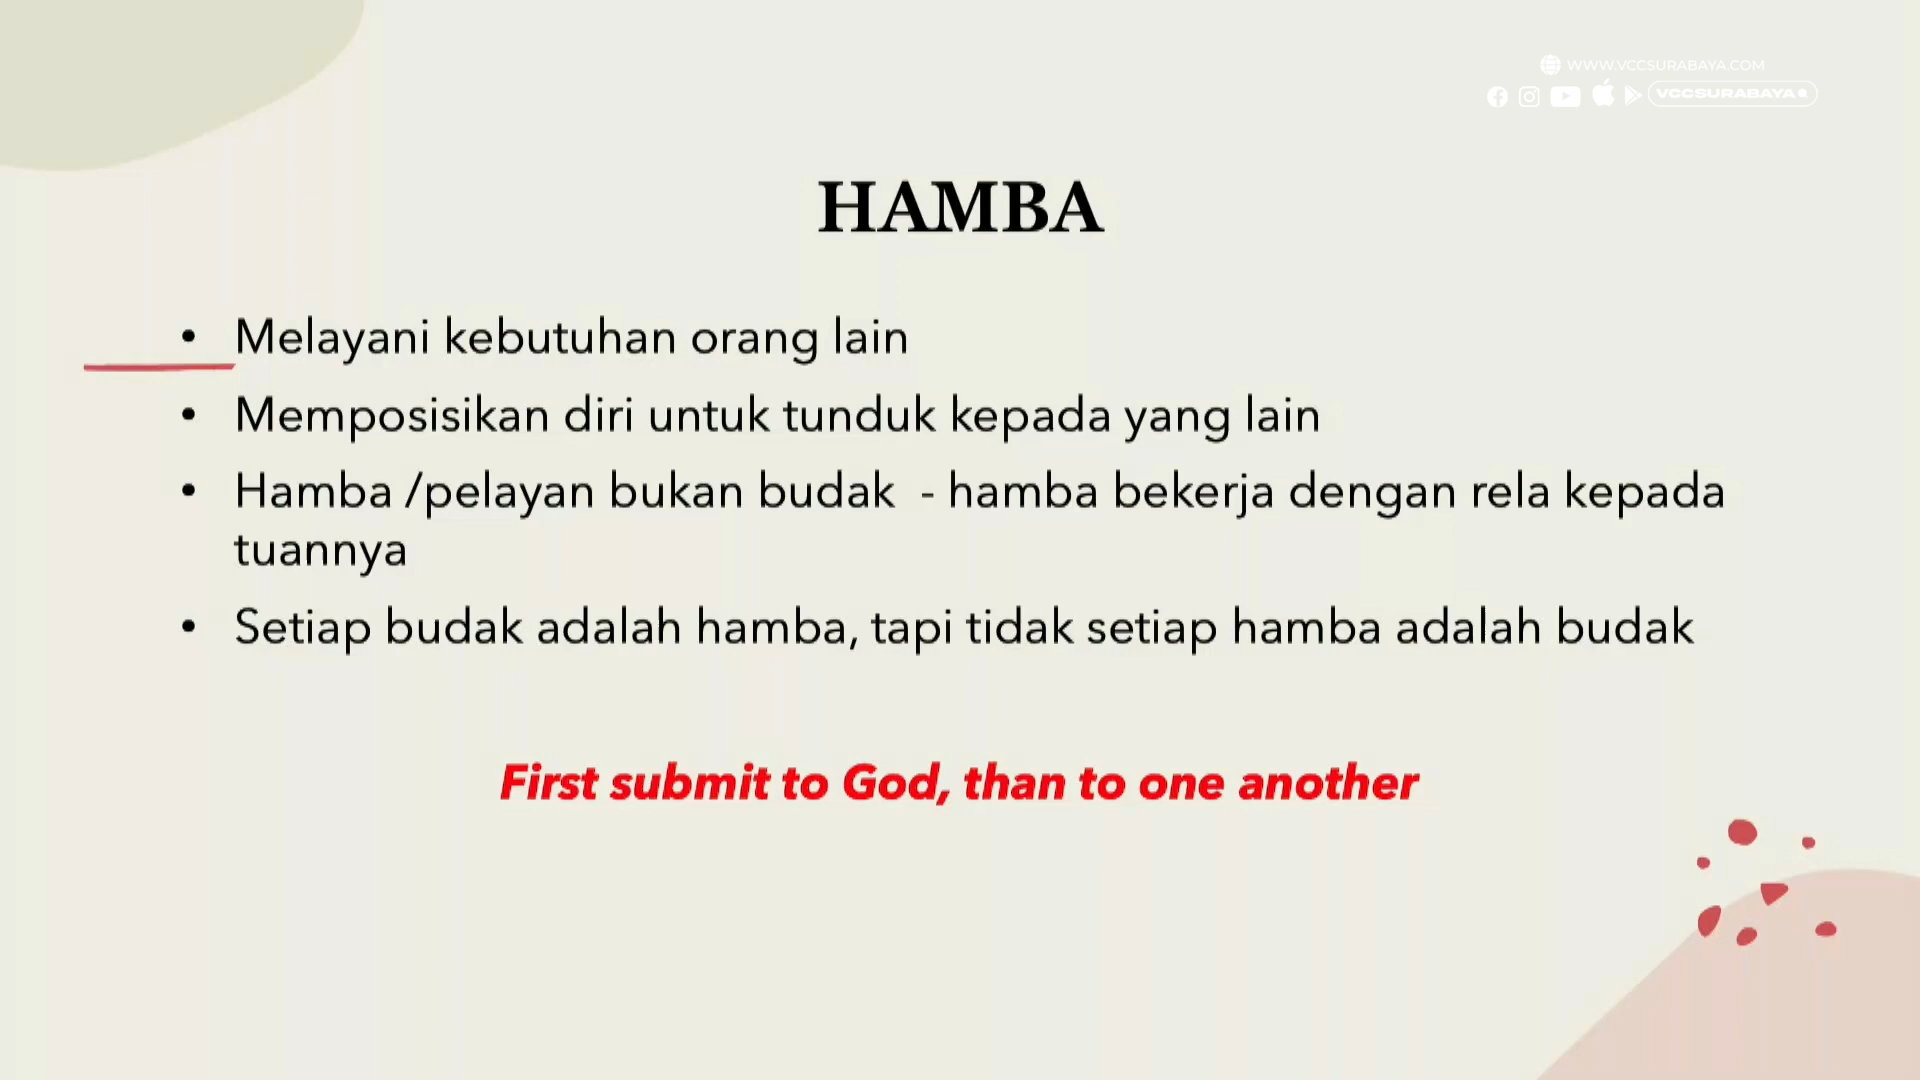 WWW.VCCSURABAYA.COM
VCCSURABAYA
HAMBA
• Melayani kebutuhan orang lain
• Memposisikan diri untuk tunduk kepada yang lain
• Hamba /pelayan bukan budak - hamba bekerja dengan rela kepada
tuannya
• Setiap budak adalah hamba, tapi tidak setiap hamba adalah budak
First submit to God, than to one another